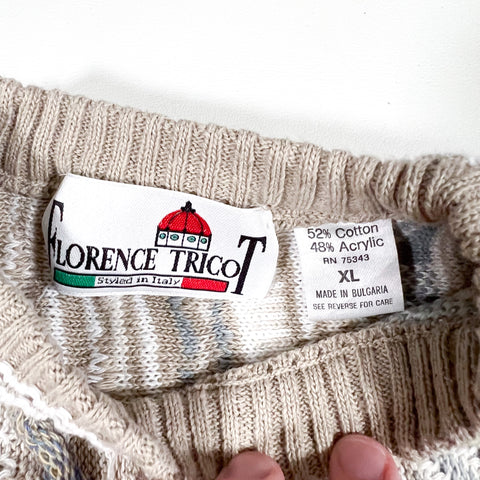 FLORENCE TRICOT
Styled in Italy
52% Cotton
48% Acrylic
RN 75343
XL
MADE IN BULGARIA
SEE REVERSE FOR CARE